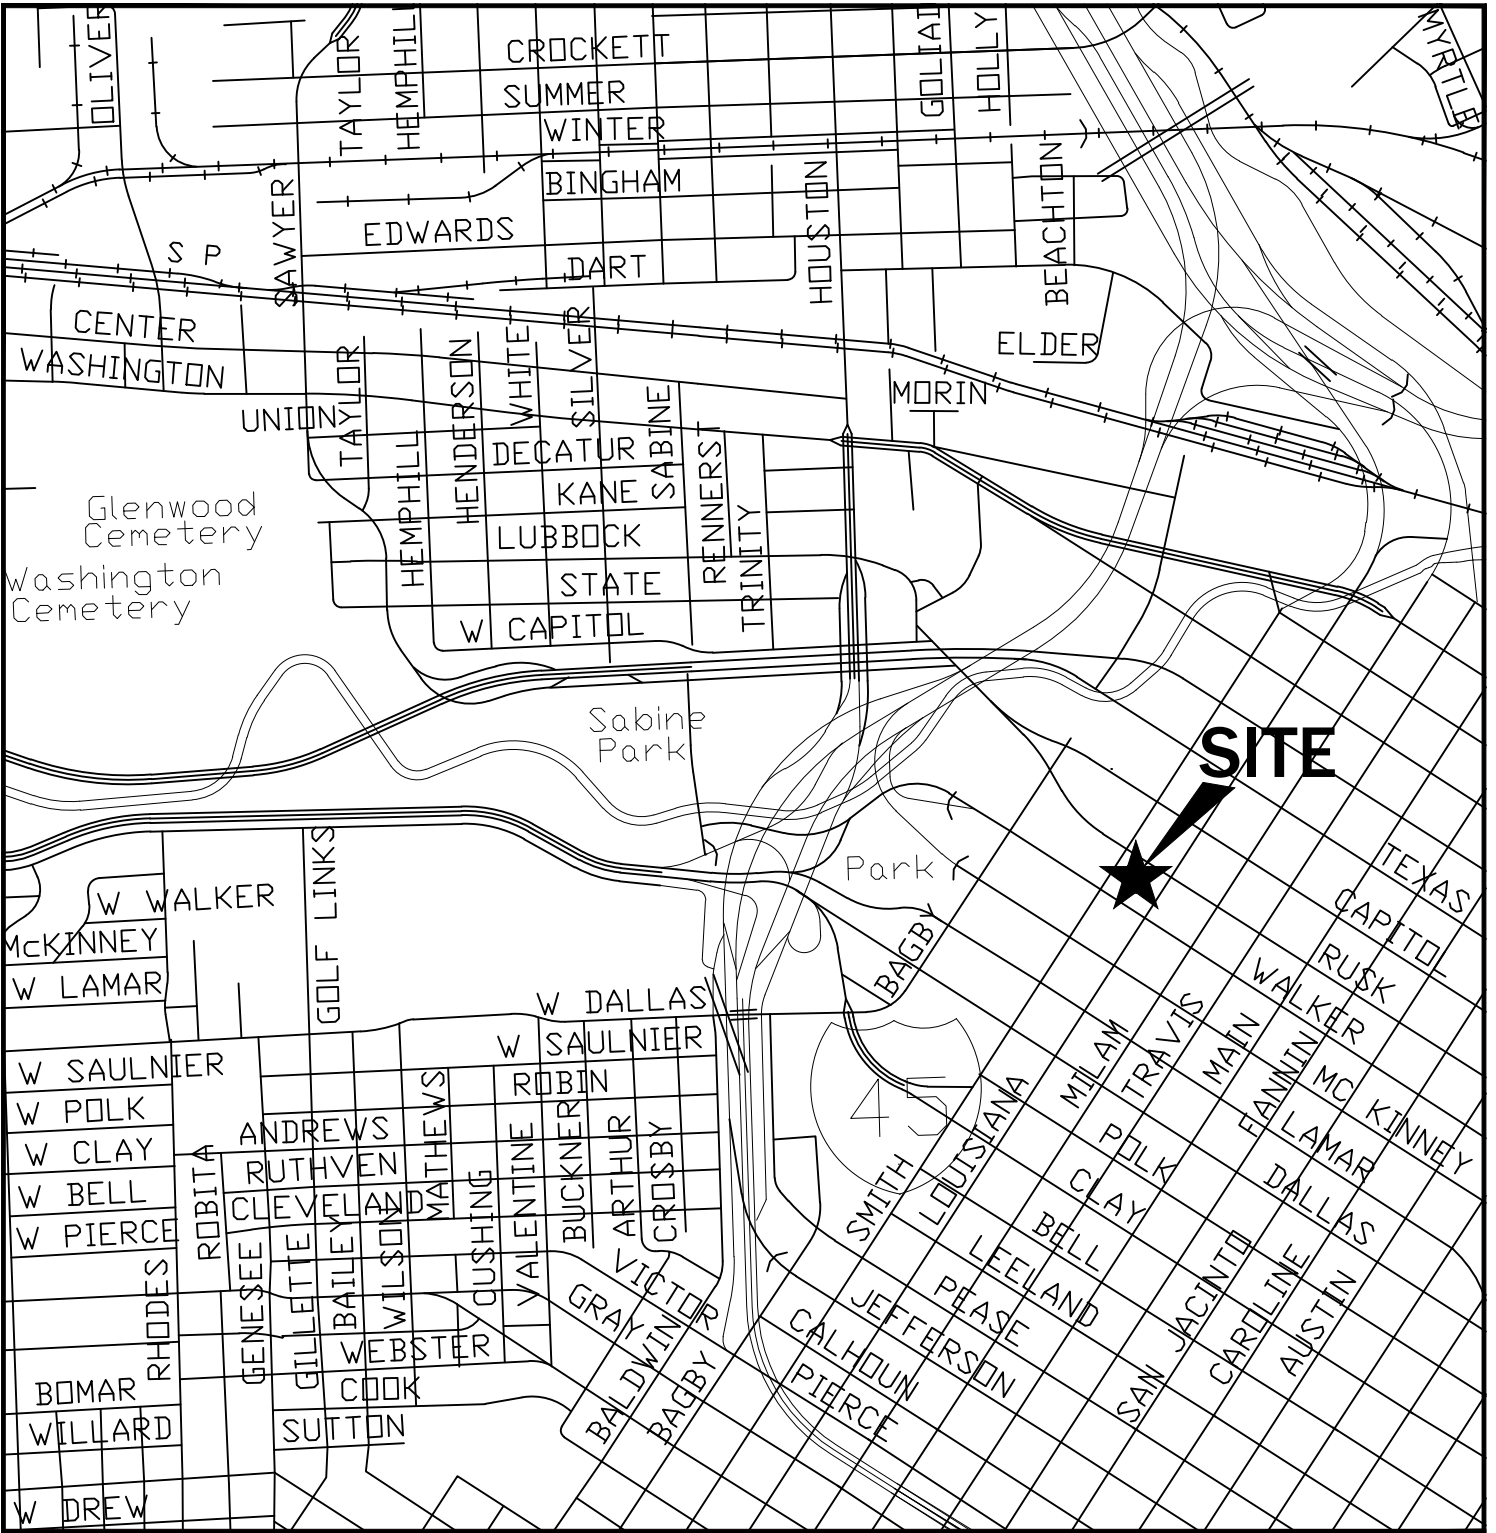 OLIVER
TAYLOR
HEMPHIL
CROCKETT
GOLIAD
HOLLY
MYRTLE
SUMMER
WINTER
BINGHAM
SAWYER
EDWARDS
HOUSTON
BEACHTON
S P
DART
CENTER
WASHINGTON
UNION
TAYLOR
HENDERSON
WHITE
SILVER
ELDER
MORIN
HEMPHILL
DECATUR
SABINE
KANE
RENNERST
TRINITY
LUBBOCK
STATE
W CAPITOL
Glenwood
Cemetery
Washington
Cemetery
Sabine
Park
SITE
Park
TEXAS
CAPITOL
RUSK
WALKER
MC KINNEY
LAMAR
DALLAS
W WALKER
McKINNEY
W LAMAR
GOLF LINKS
BAGBY
W DALLAS
W SAULNIER
ROBIN
W SAULNIER
W POLK
W CLAY
W BELL
W PIERCE
ANDREWS
RUTHVEN
CLEVELAND
MATHEWS
CUSHING
VALENTINE
BUCKNER
ARTHUR
CROSBY
ROBITA
RHODES
GENESEE
GILLETTE
BAILEY
WILSON
45
SMITH
LOUISIANA
MILAM
TRAVIS
MAIN
FANNIN
POLK
CLAY
BELL
LEELAND
PEASE
JEFFERSON
CALHOUN
PIERCE
SAN JACINTO
CAROLINE
AUSTIN
VICTOR
GRAY
BALDWIN
BAGBY
WEBSTER
COOK
SUTTON
BOMAR
WILLARD
W DREW